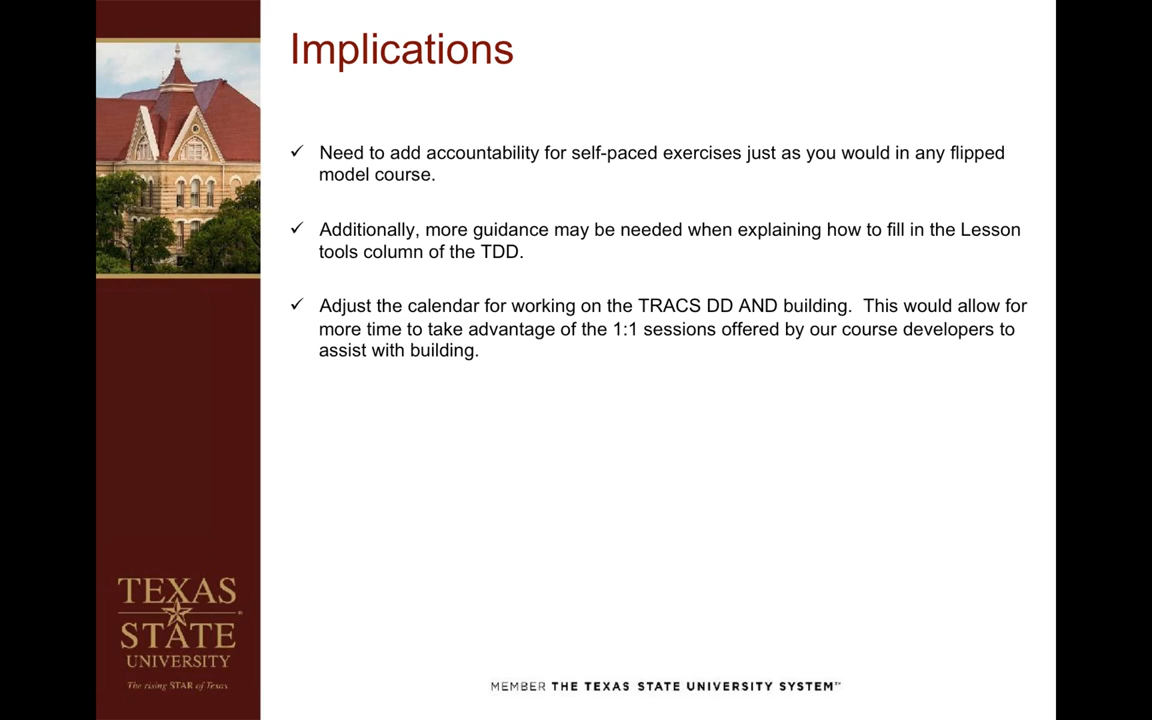 Implications
✓ Need to add accountability for self-paced exercises just as you would in any flipped
model course.
✓ Additionally, more guidance may be needed when explaining how to fill in the Lesson
tools column of the TDD.
✓ Adjust the calendar for working on the TRACS DD AND building.  This would allow for
more time to take advantage of the 1:1 sessions offered by our course developers to
assist with building.
TEXAS
STATE
®
UNIVERSITY
The rising STAR of Texas
MEMBER THE TEXAS STATE UNIVERSITY SYSTEM™